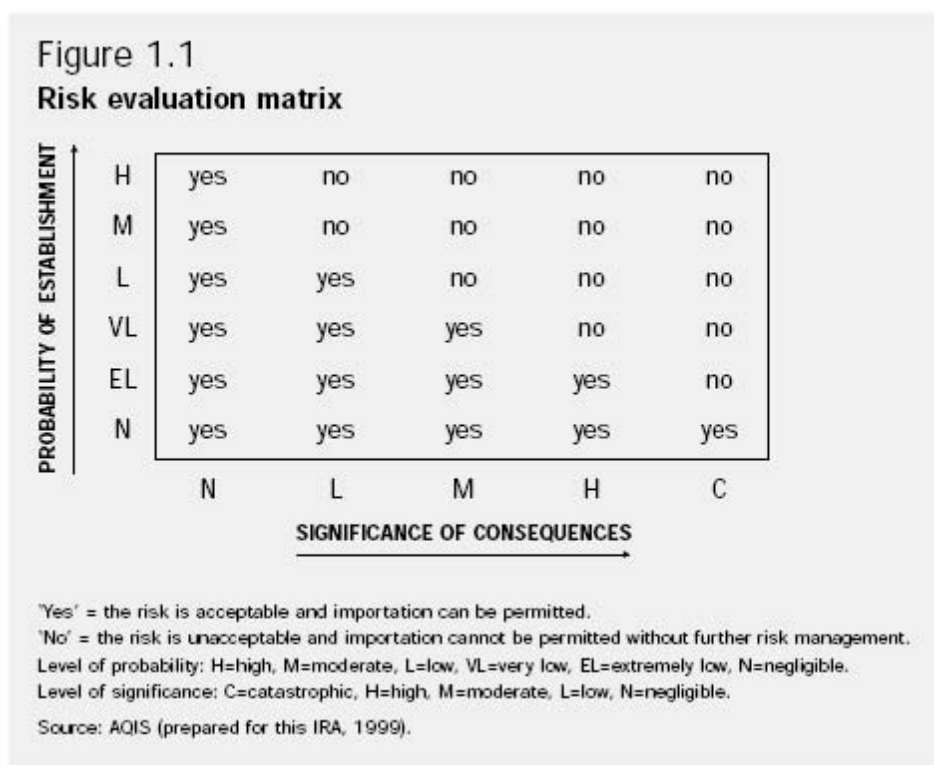 Figure 1.1
Risk evaluation matrix
PROBABILITY OF ESTABLISHMENT
H yes no no no no
M yes no no no no
L yes yes no no no
VL yes yes yes no no
EL yes yes yes yes no
N yes yes yes yes yes
N L M H C
SIGNIFICANCE OF CONSEQUENCES
'Yes' = the risk is acceptable and importation can be permitted.
'No' = the risk is unacceptable and importation cannot be permitted without further risk management.
Level of probability: H=high, M=moderate, L=low, VL=very low, EL=extremely low, N=negligible.
Level of significance: C=catastrophic, H=high, M=moderate, L=low, N=negligible.
Source: AQIS (prepared for this IRA, 1999).